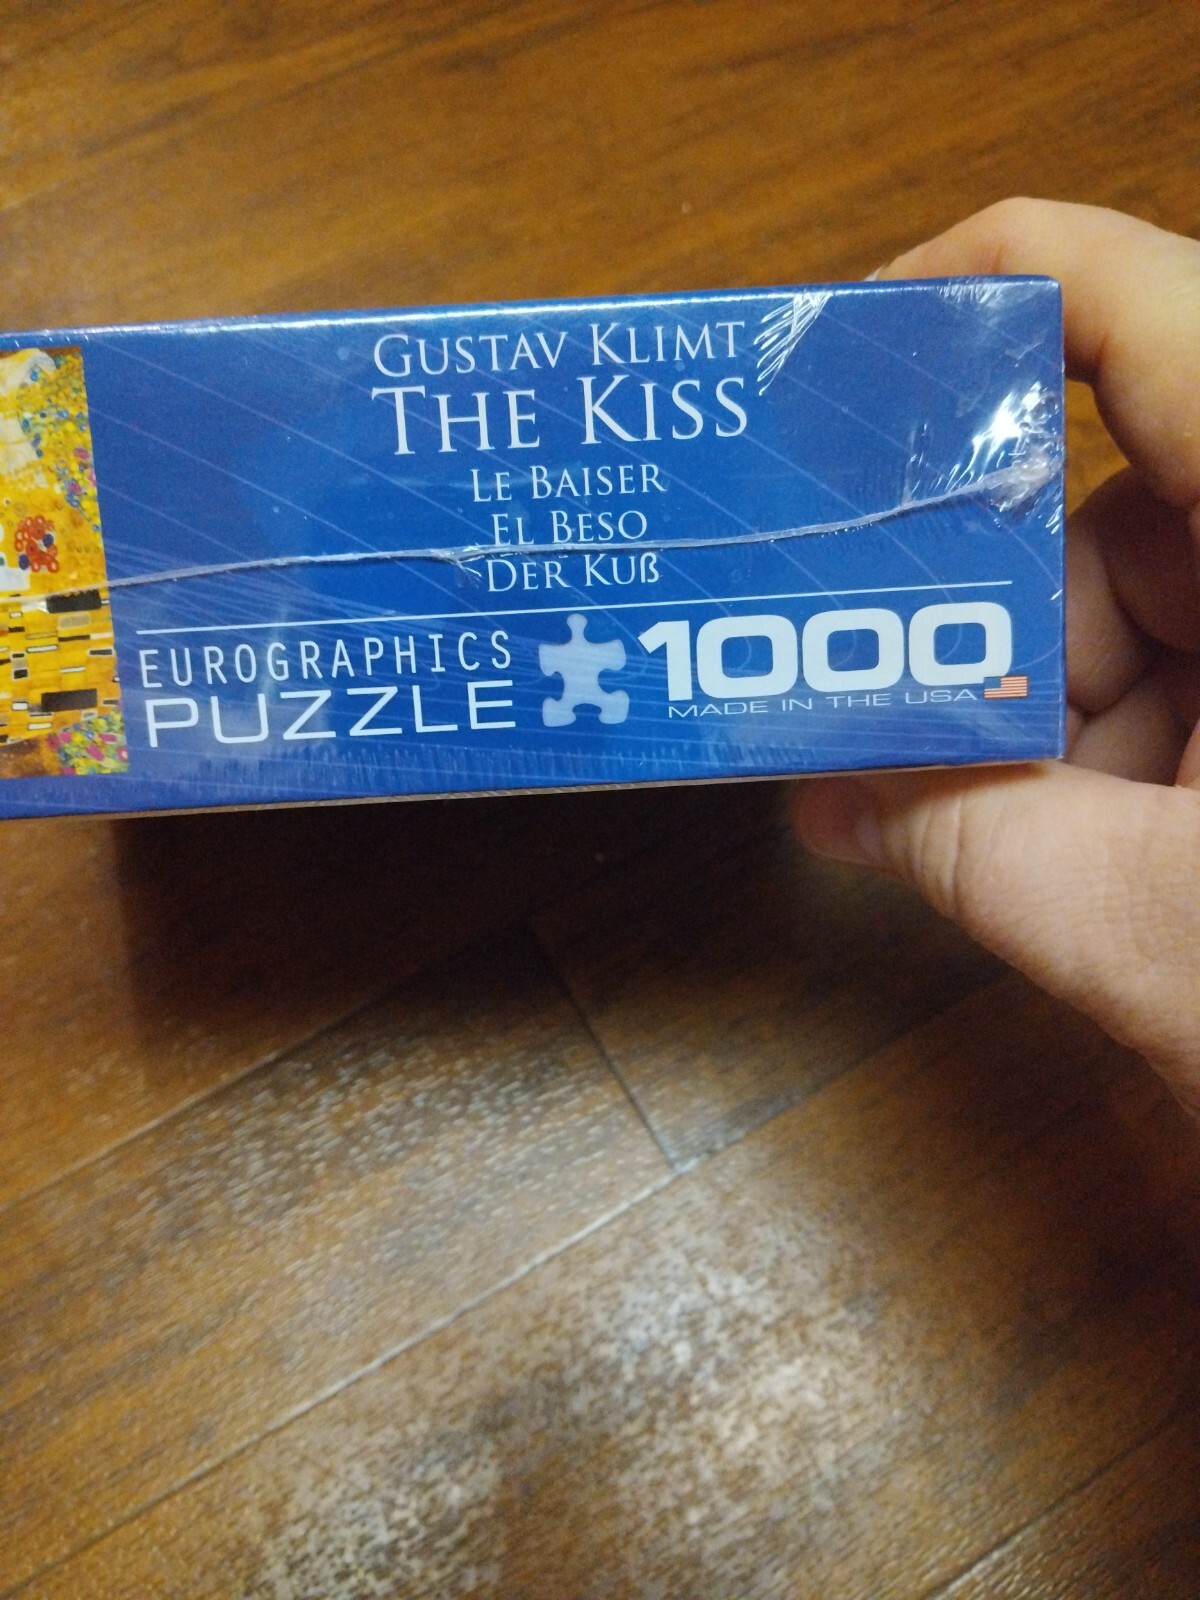 GUSTAV KLIMT
THE KISS
LE BAISER
EL BESO
DER KUß
EUROGRAPHICS
PUZZLE
1000
MADE IN THE USA